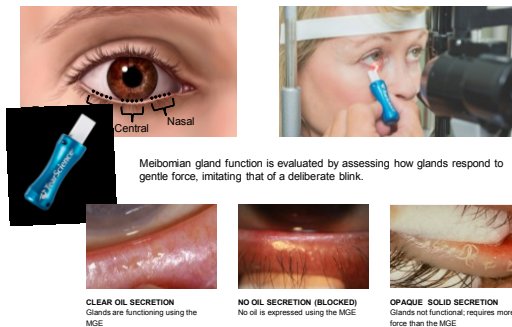 Central
Nasal
TearScience
Meibomian gland function is evaluated by assessing how glands respond to
gentle force, imitating that of a deliberate blink.
CLEAR OIL SECRETION
Glands are functioning using the
MGE
NO OIL SECRETION (BLOCKED)
No oil is expressed using the MGE
OPAQUE SOLID SECRETION
Glands not functional; requires more
force than the MGE